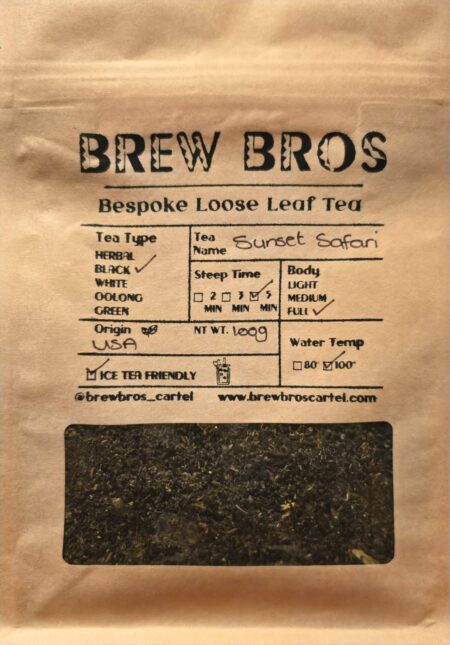 BREW BROS
Bespoke Loose Leaf Tea
Tea Type
HERBAL
BLACK ✓
WHITE
OOLONG
GREEN
Tea Name Sunset Safari
Steep Time
☐ 2 MIN ☐ 3 MIN ☑ 5 MIN
Body
LIGHT
MEDIUM
FULL ✓
Origin
USA
NT WT. 100g
Water Temp
☐ 80° ☑ 100°
☑ ICE TEA FRIENDLY
@brewbros_cartel www.brewbroscartel.com